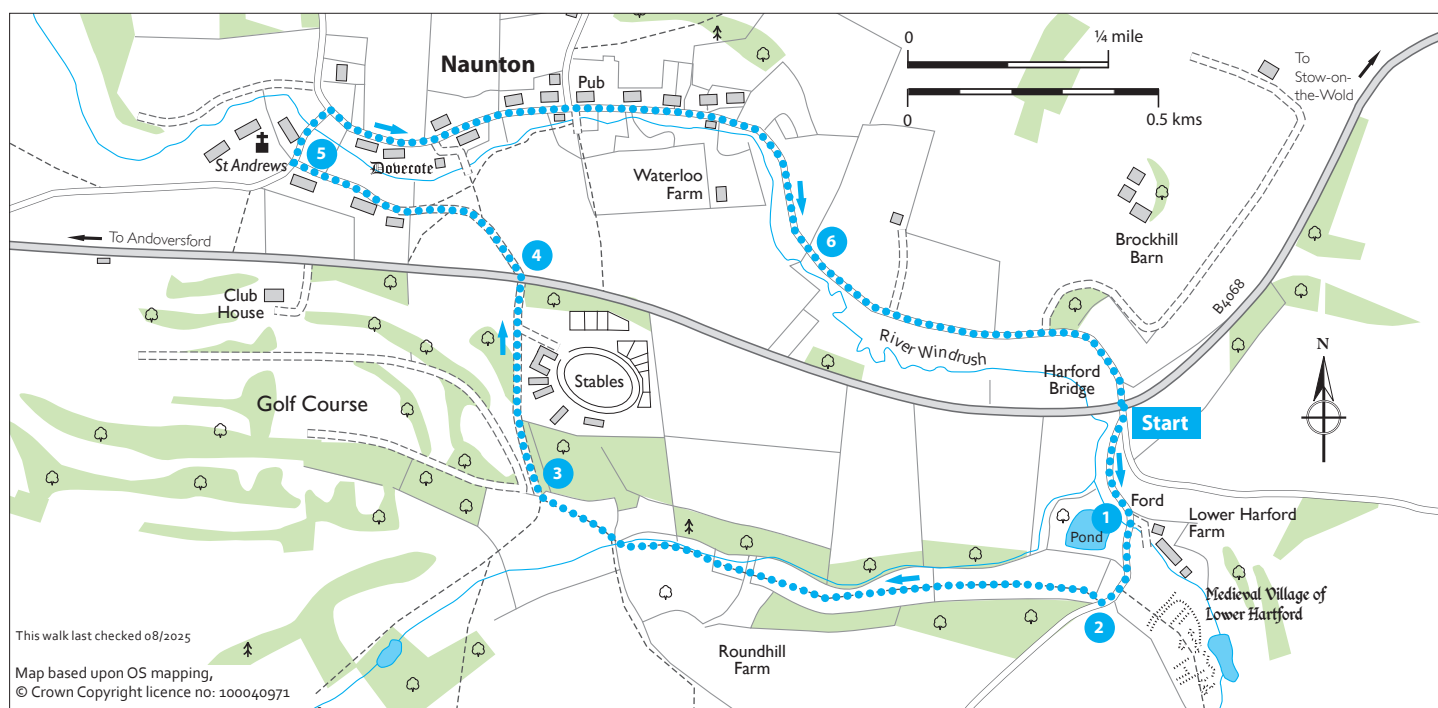 Naunton
Pub
0
¼ mile
0
0.5 kms
To
Stow-on-
the-Wold
St Andrews
5
Dovecote
Waterloo
Farm
To Andoversford
4
6
Brockhill
Barn
B4068
Club
House
River Windrush
Harford
Bridge
N
Stables
Golf Course
Start
3
1
Ford
Pond
Lower Harford
Farm
Medieval Village of
Lower Hartford
2
Roundhill
Farm
This walk last checked 08/2025
Map based upon OS mapping,
© Crown Copyright licence no: 100040971